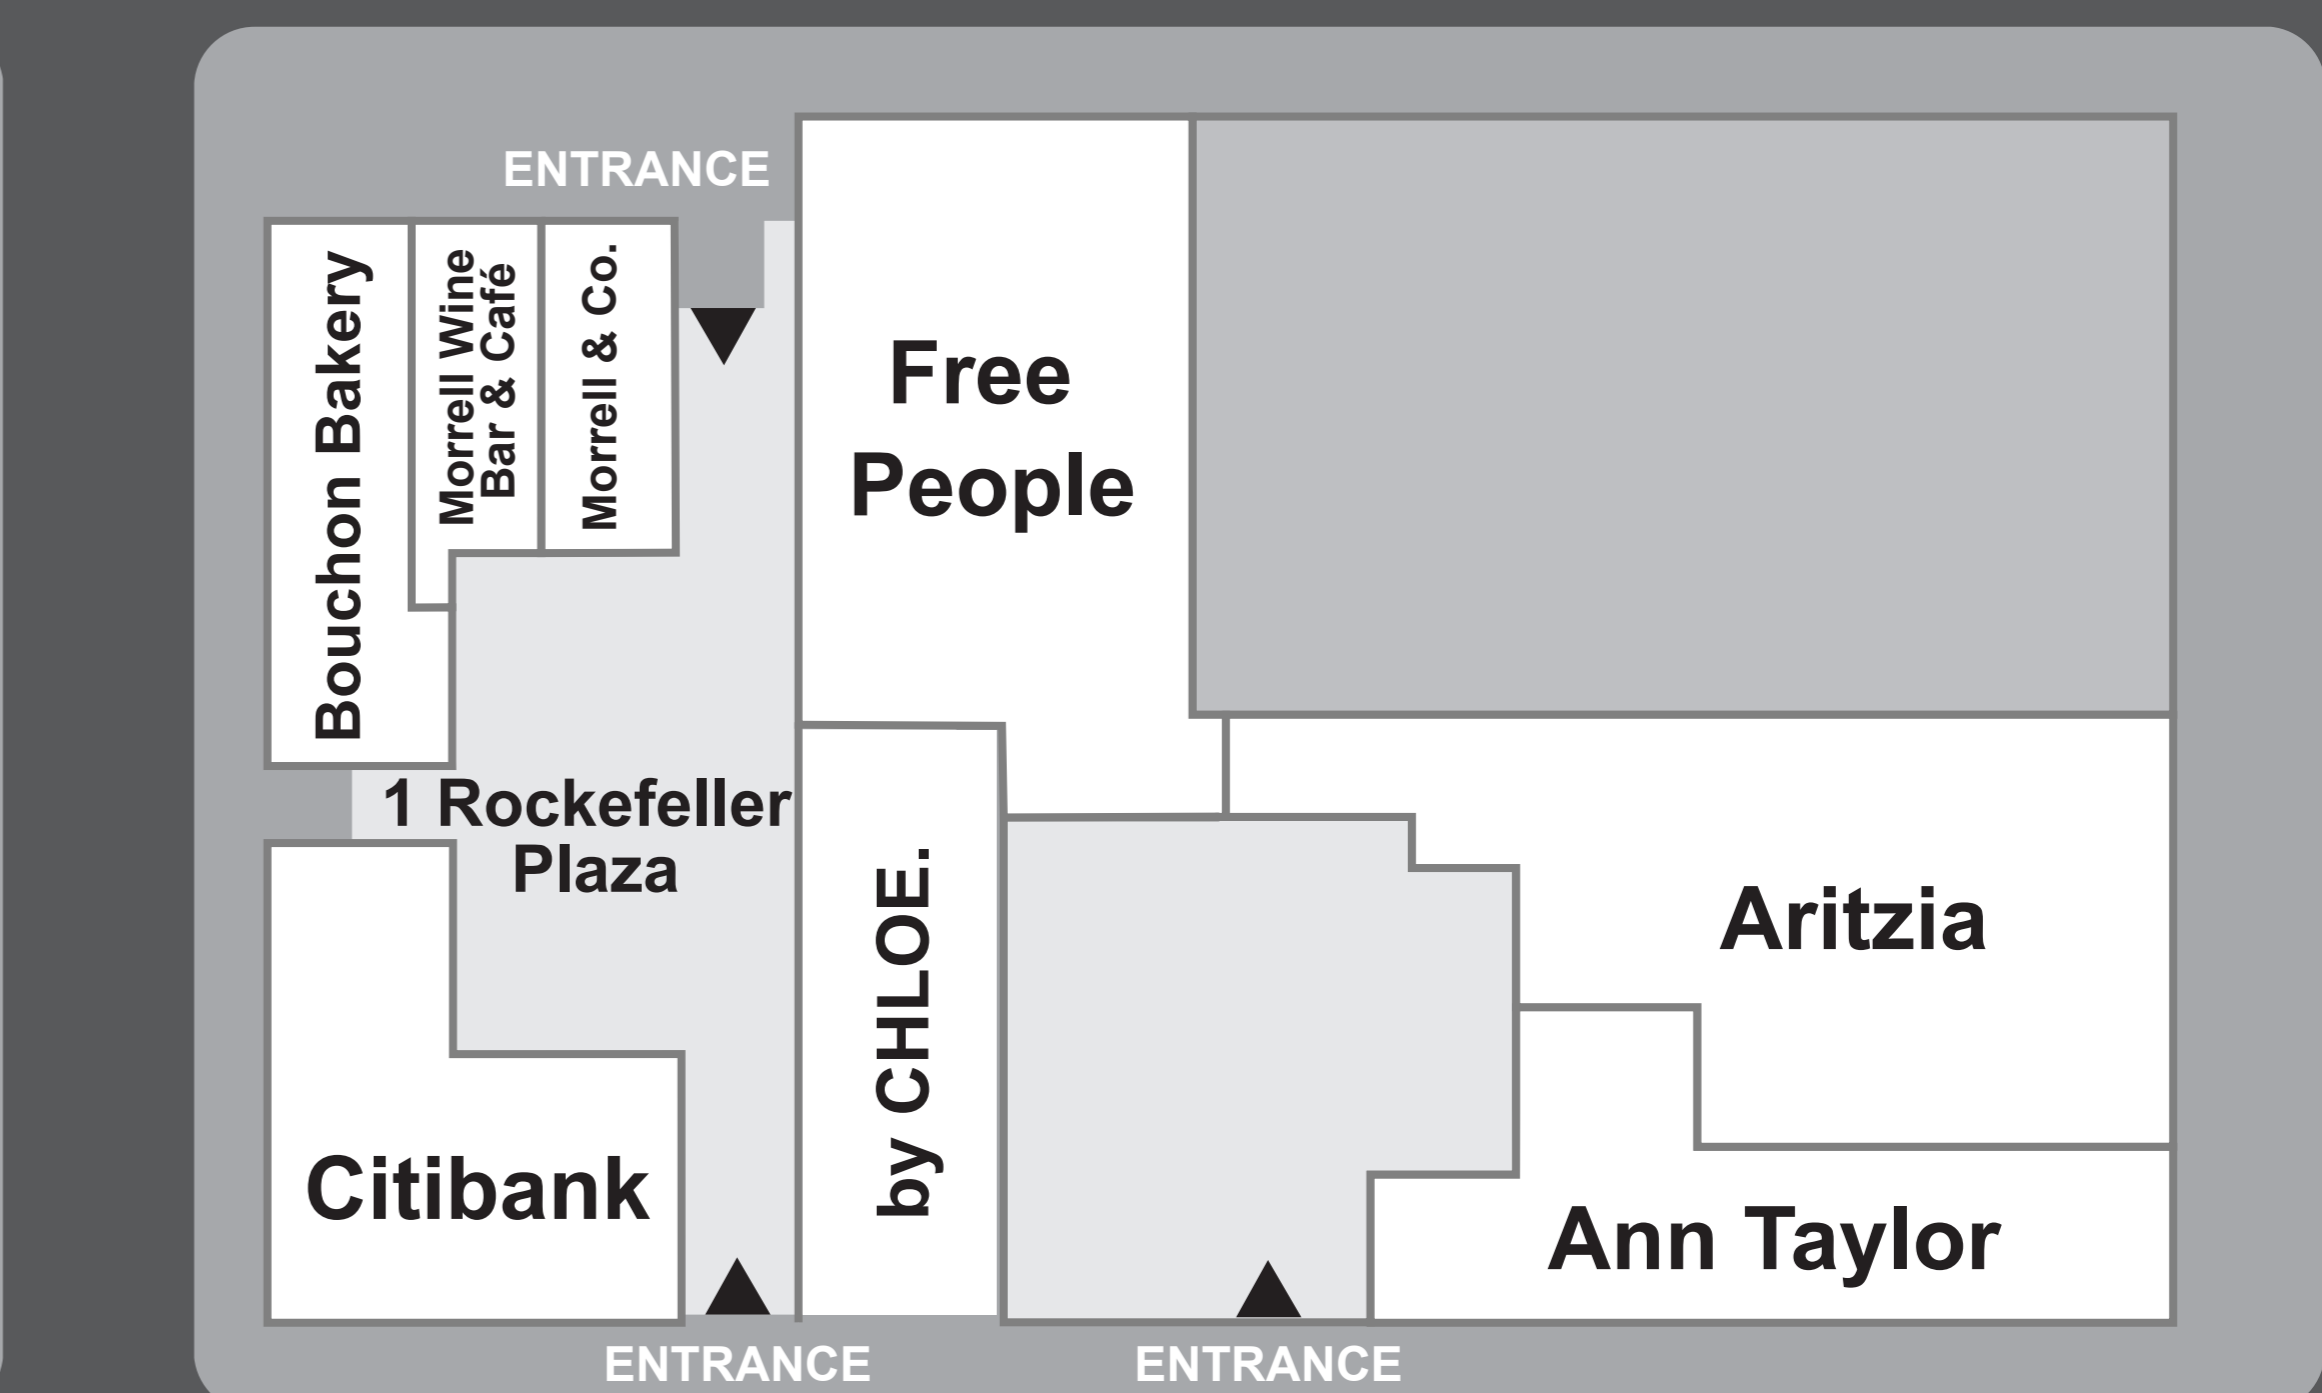 ENTRANCE
Bouchon Bakery
Morrell Wine
Bar & Café
Morrell & Co.
Free
People
1 Rockefeller
Plaza
by CHLOE.
Aritzia
Citibank
Ann Taylor
ENTRANCE
ENTRANCE